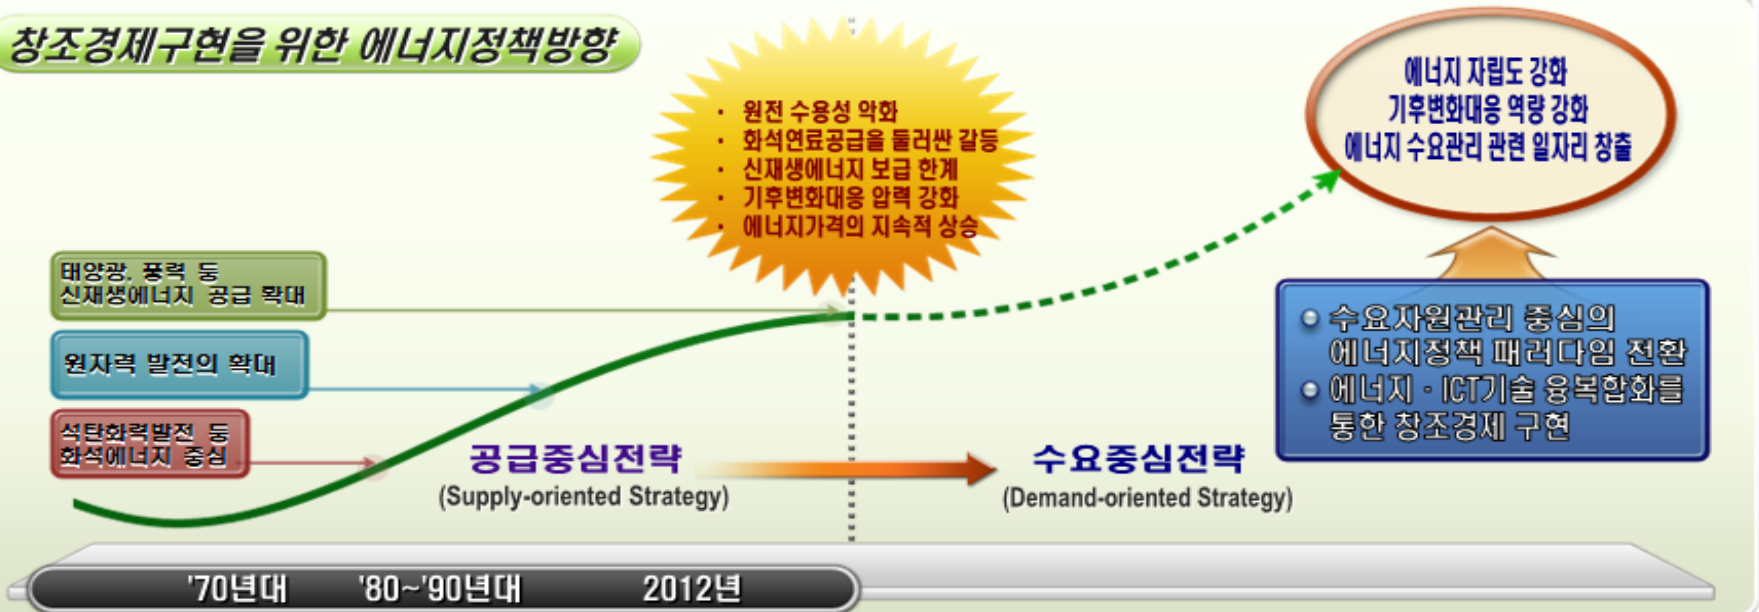 창조경제구현을 위한 에너지정책방향
· 원전 수용성 악화
· 화석연료공급을 둘러싼 갈등
· 신재생에너지 보급 한계
· 기후변화대응 압력 강화
· 에너지가격의 지속적 상승
에너지 자립도 강화
기후변화대응 역량 강화
에너지 수요관리 관련 일자리 창출
태양광, 풍력 등
신재생에너지 공급 확대
원자력 발전의 확대
석탄화력발전 등
화석에너지 중심
수요자원관리 중심의
에너지정책 패러다임 전환
에너지 · ICT기술 융복합화를
통한 창조경제 구현
공급중심전략
(Supply-oriented Strategy)
수요중심전략
(Demand-oriented Strategy)
'70년대 '80~'90년대 2012년